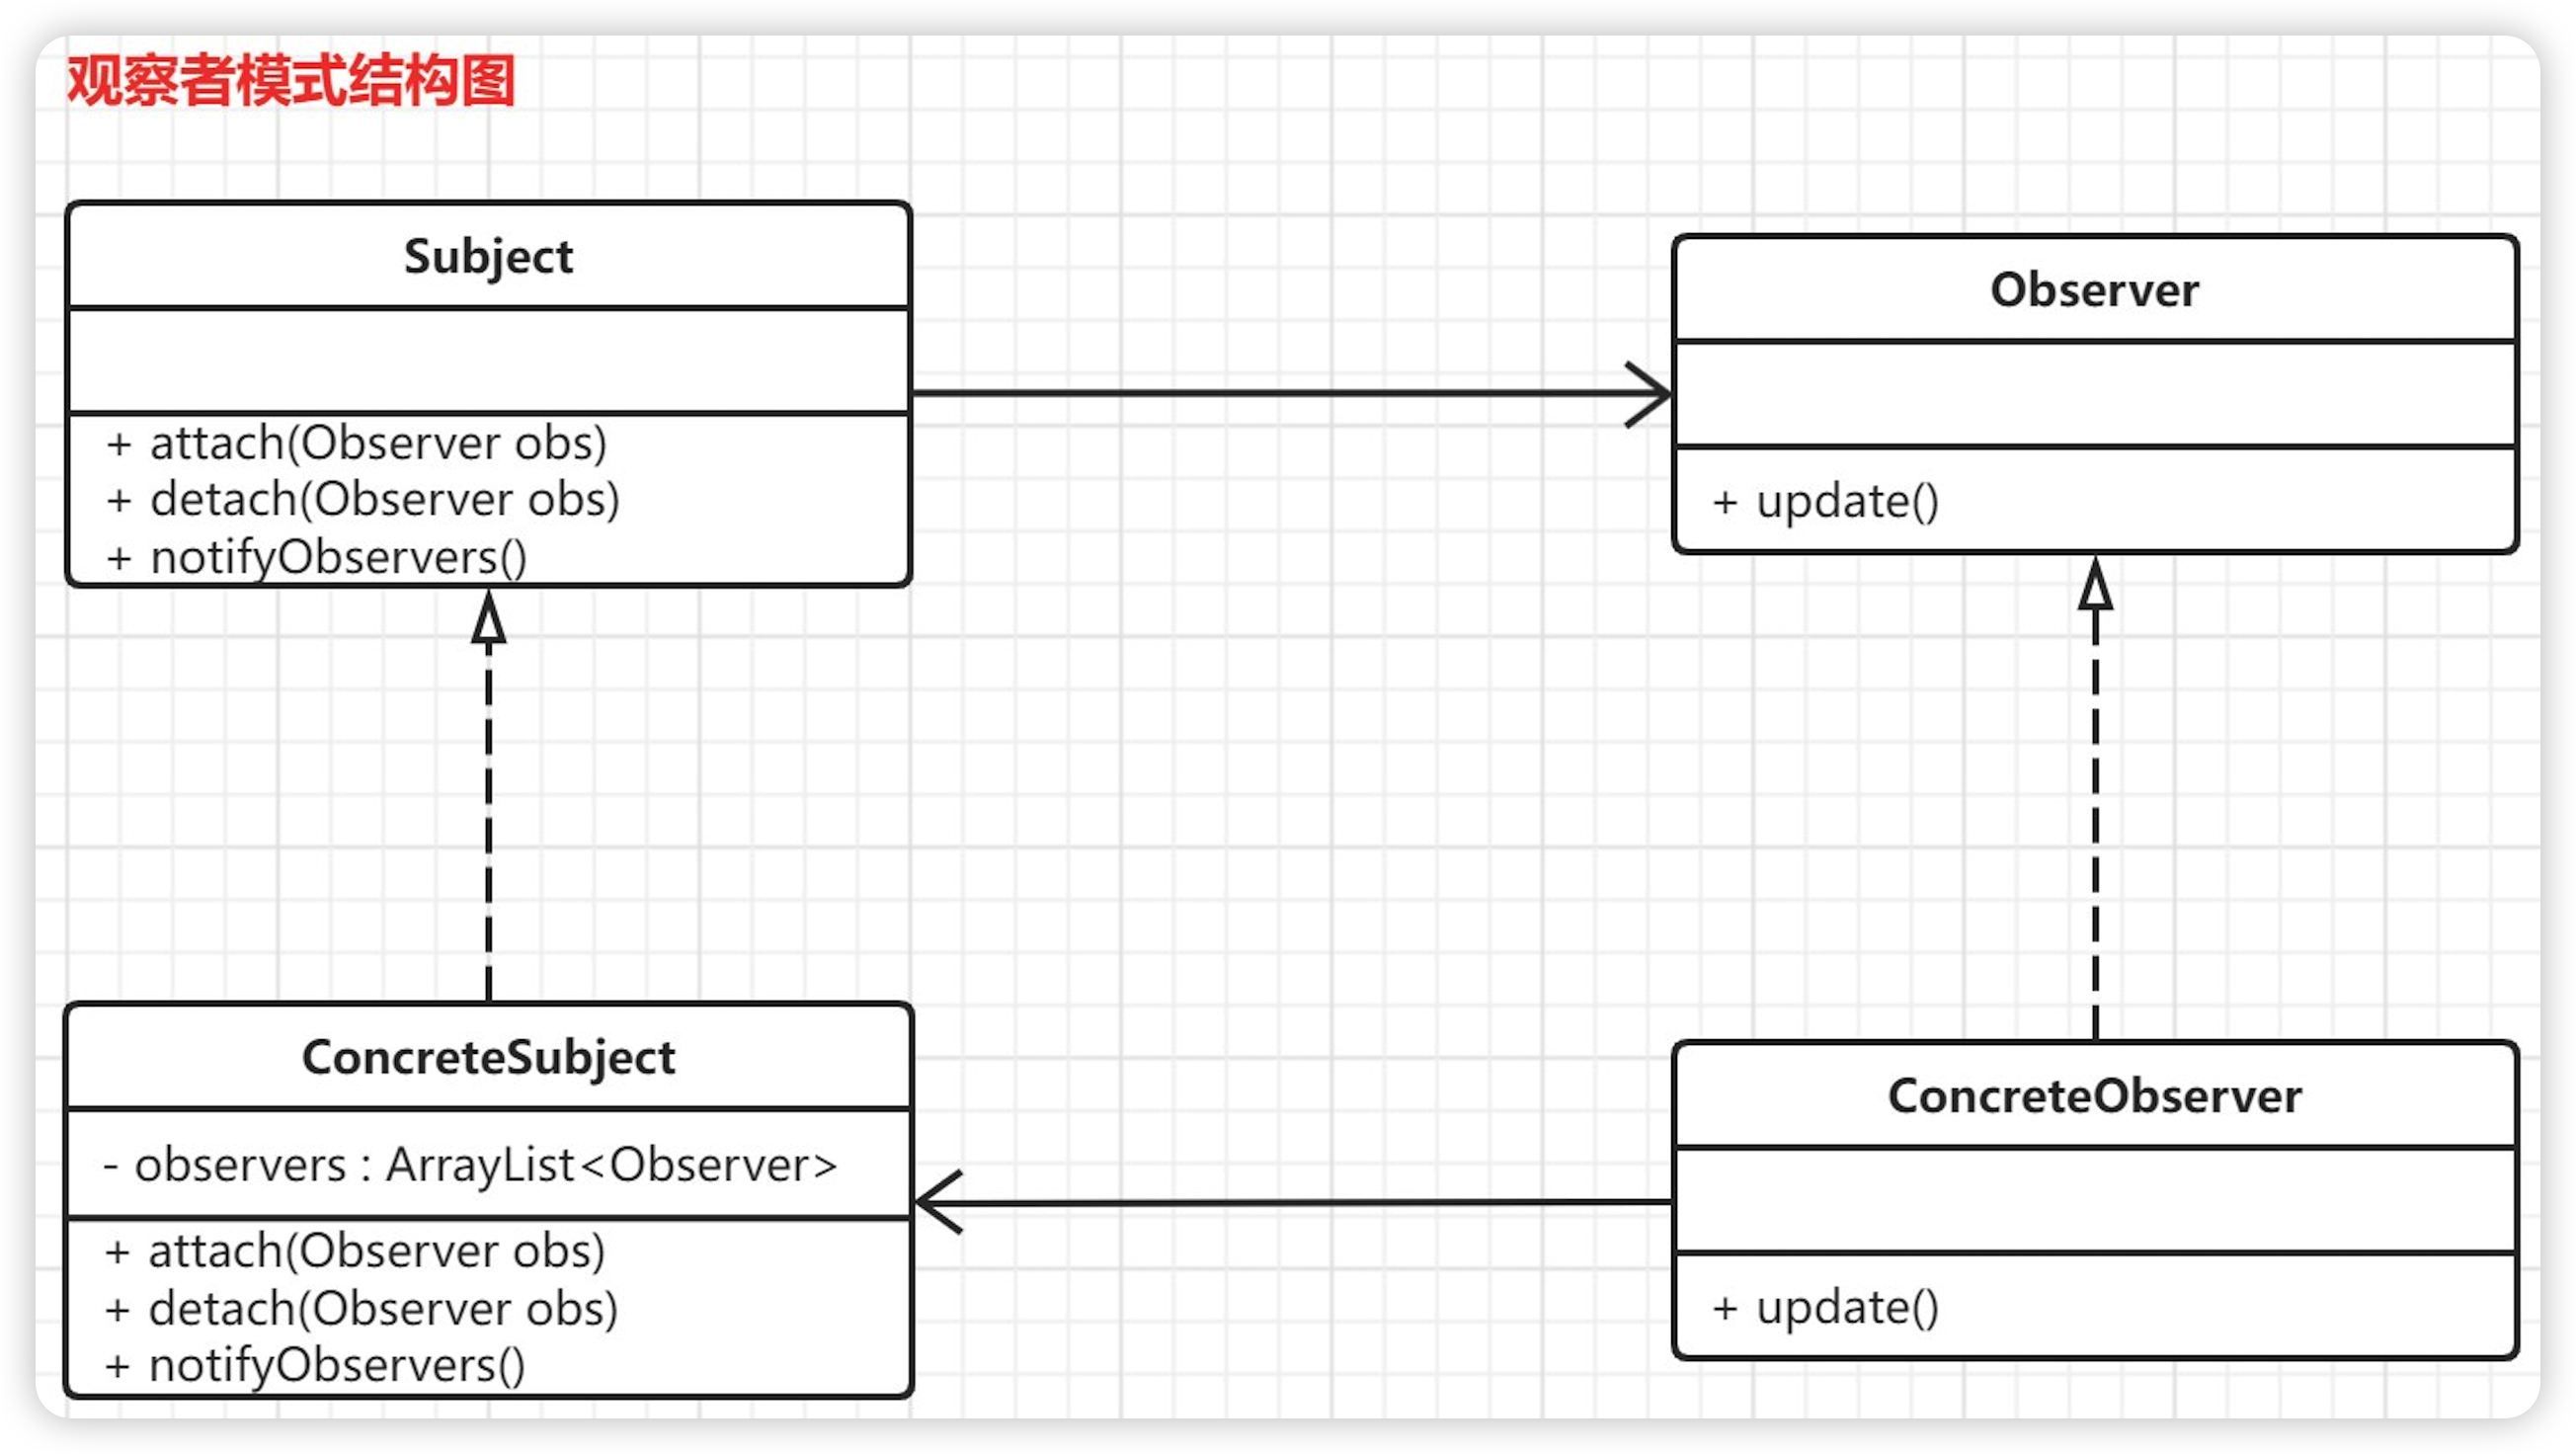 观察者模式结构图
Subject
+ attach(Observer obs)
+ detach(Observer obs)
+ notifyObservers()
Observer
+ update()
ConcreteSubject
- observers : ArrayList<Observer>
+ attach(Observer obs)
+ detach(Observer obs)
+ notifyObservers()
ConcreteObserver
+ update()